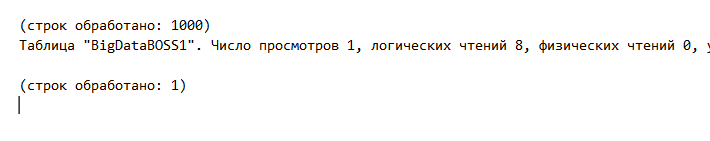 (строк обработано: 1000)
Таблица "BigDataBOSS1". Число просмотров 1, логических чтений 8, физических чтений 0,
(строк обработано: 1)